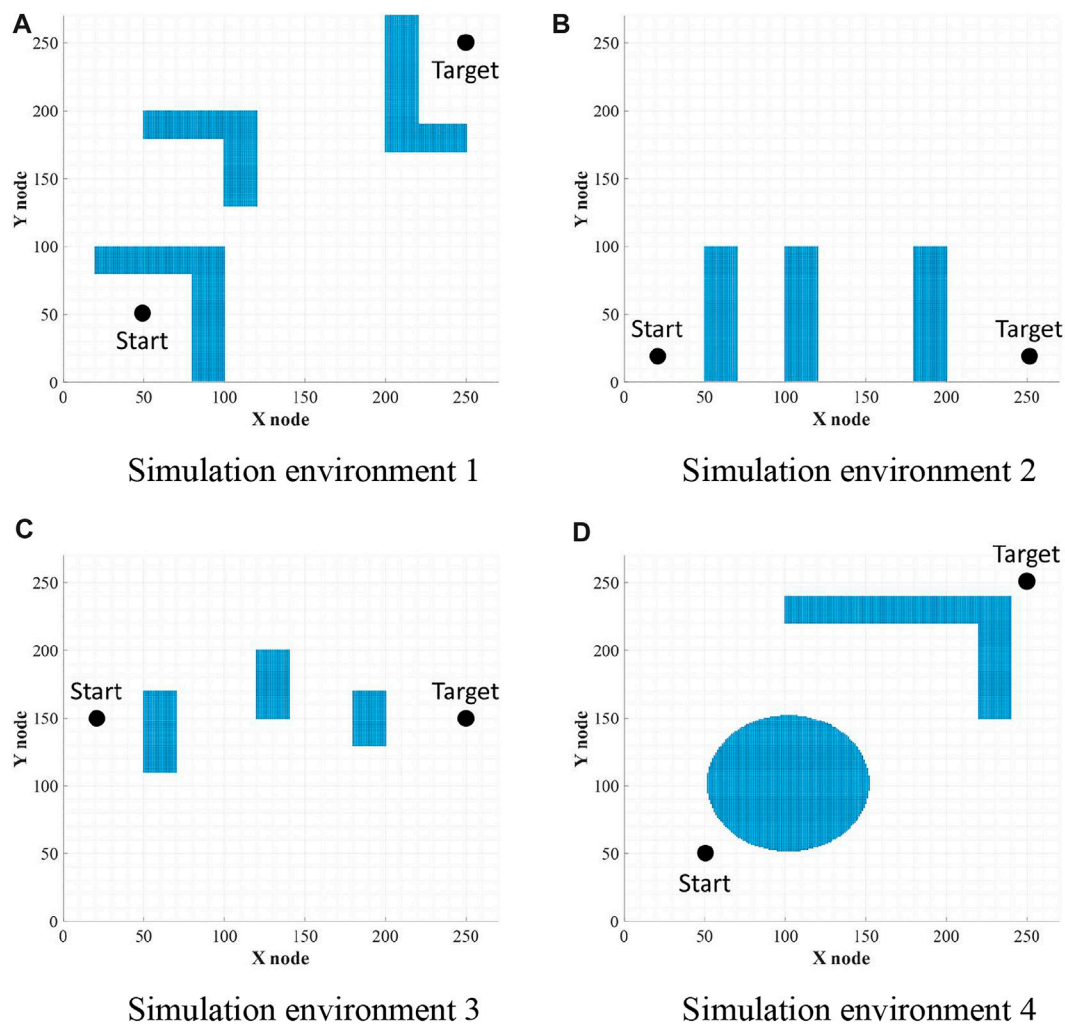 A
250
200
150
100
50
0
Y node
Target
Start
0 50 100 150 200 250
X node
Simulation environment 1
B
250
200
150
100
50
0
Y node
Start
Target
0 50 100 150 200 250
X node
Simulation environment 2
C
250
200
150
100
50
0
Y node
Start
Target
0 50 100 150 200 250
X node
Simulation environment 3
D
Target
250
200
150
100
50
0
Y node
Start
0 50 100 150 200 250
X node
Simulation environment 4